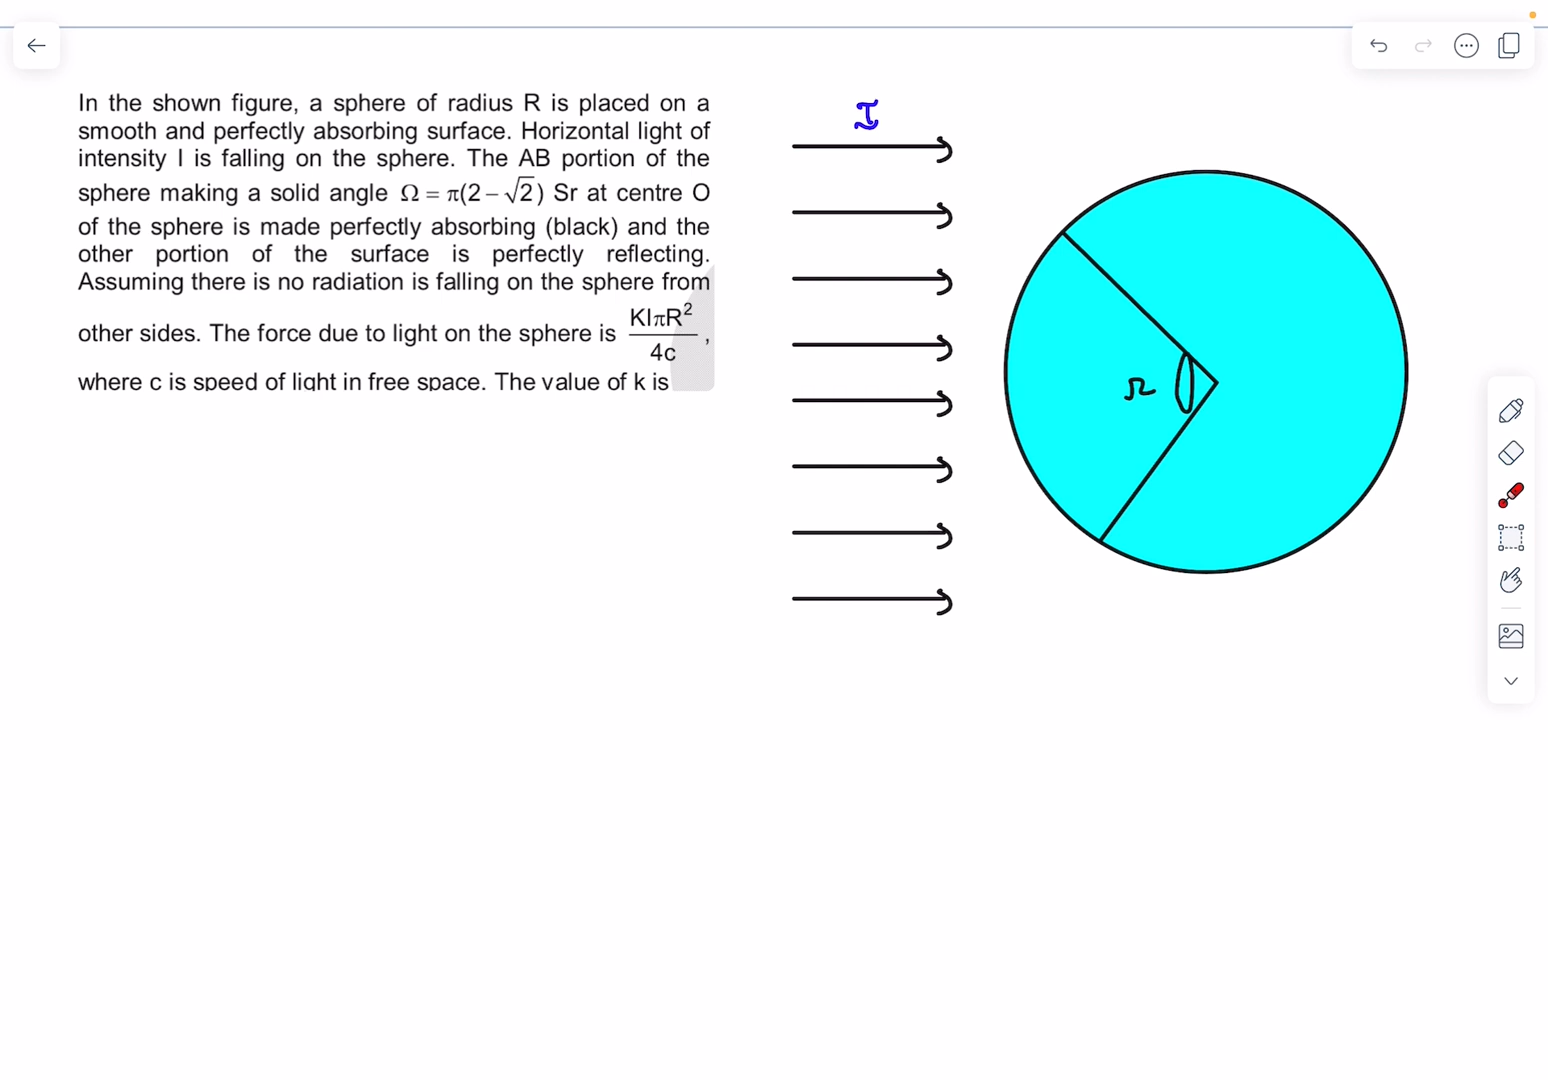 In the shown figure, a sphere of radius R is placed on a
smooth and perfectly absorbing surface. Horizontal light of
intensity I is falling on the sphere. The AB portion of the
sphere making a solid angle Ω = π(2 – √2) Sr at centre O
of the sphere is made perfectly absorbing (black) and the
other portion of the surface is perfectly reflecting.
Assuming there is no radiation is falling on the sphere from
other sides. The force due to light on the sphere is KIπR²/4c,
where c is speed of light in free space. The value of k is
I
Ω